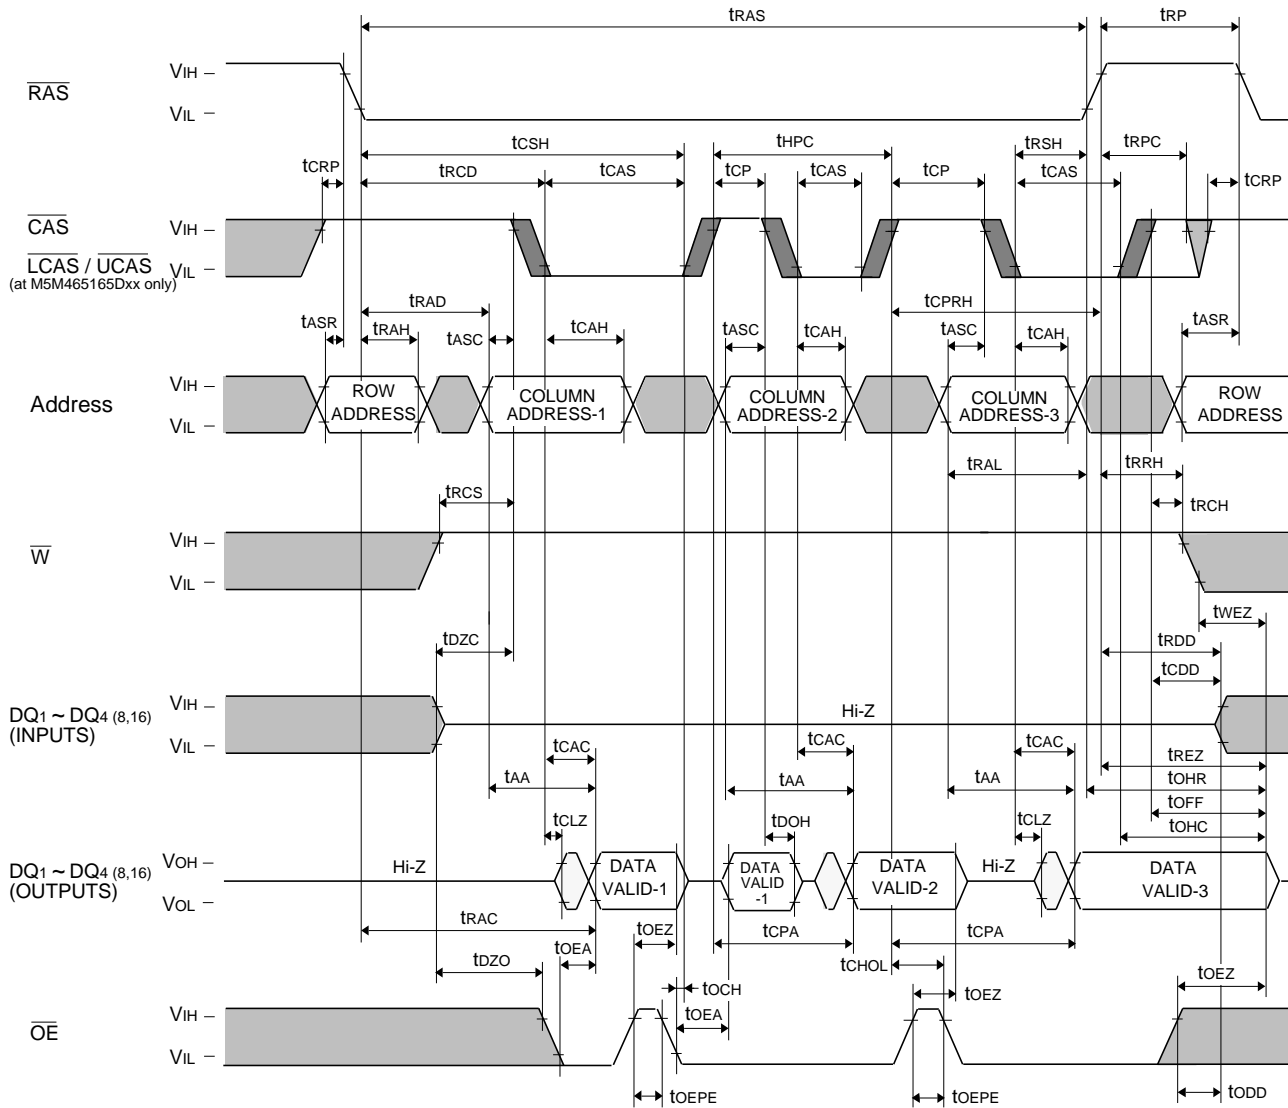 tRAS tRP
RAS VIH
VIL
tCSH tHPC tRSH tRPC
tCRP tRCD tCAS tCP tCAS tCP tCAS tCRP
CAS VIH
LCAS / UCAS VIL
(at M5M465165Dxx only)
tRAD tCPRH
tASR tRAH tASC tCAH tASC tCAH tASC tCAH tASR
Address VIH
VIL
ROW ADDRESS
COLUMN ADDRESS-1
COLUMN ADDRESS-2
COLUMN ADDRESS-3
ROW ADDRESS
tRAL tRRH
tRCS tRCH
W VIH
VIL
tWEZ
tDZC tRDD
tCDD
DQ1 ~ DQ4 (8,16) VIH
(INPUTS) VIL
Hi-Z
tCAC tCAC tCAC tREZ
tAA tAA tAA tOHR
tOFF
tCLZ tDOH tCLZ tOHC
DQ1 ~ DQ4 (8,16) VOH
(OUTPUTS) VOL
Hi-Z
DATA VALID-1
DATA VALID -1
DATA VALID-2
Hi-Z
DATA VALID-3
tRAC tOEZ tCPA tCPA
tDZO tOEA tCHOL tOEZ
tOCH tOEZ
tOEA
OE VIH
VIL
tOEPE tOEPE tODD